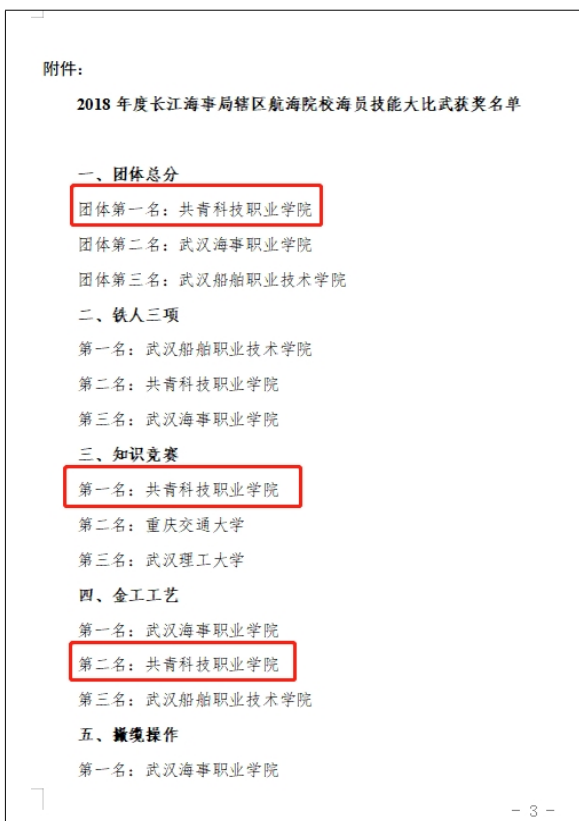 附件：
2018 年度长江海事局辖区航海院校海员技能大比武获奖名单
一、团体总分
团体第一名：共青科技职业学院
团体第二名：武汉海事职业学院
团体第三名：武汉船舶职业技术学院
二、铁人三项
第一名：武汉船舶职业技术学院
第二名：共青科技职业学院
第三名：武汉海事职业学院
三、知识竞赛
第一名：共青科技职业学院
第二名：重庆交通大学
第三名：武汉理工大学
四、金工工艺
第一名：武汉海事职业学院
第二名：共青科技职业学院
第三名：武汉船舶职业技术学院
五、撇缆操作
第一名：武汉海事职业学院
- 3 -